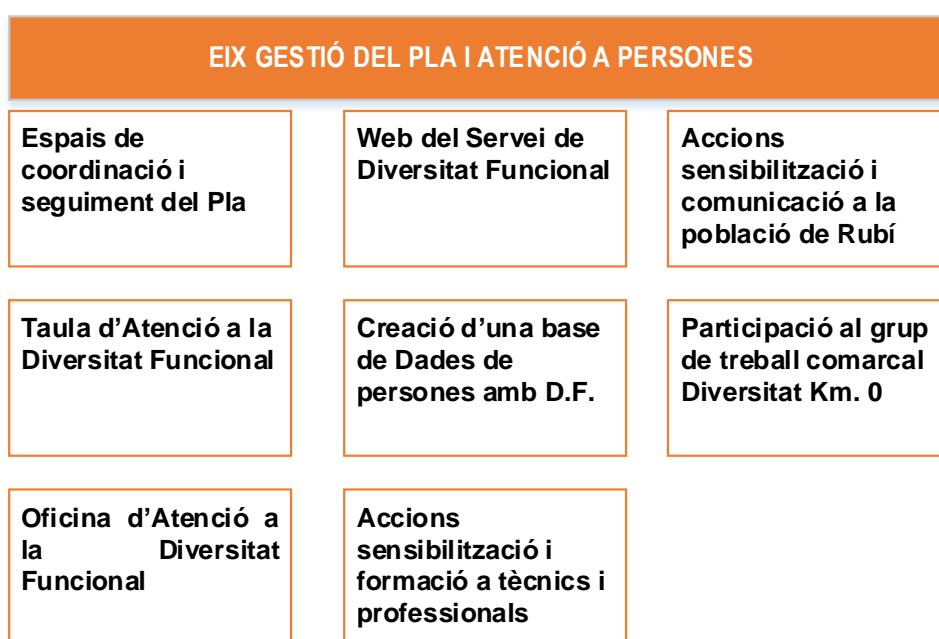 EIX GESTIÓ DEL PLA I ATENCIÓ A PERSONES
Espais de
coordinació i
seguiment del Pla
Web del Servei de
Diversitat Funcional
Accions
sensibilització i
comunicació a la
població de Rubí
Taula d’Atenció a la
Diversitat Funcional
Creació d’una base
de Dades de
persones amb D.F.
Participació al grup
de treball comarcal
Diversitat Km. 0
Oficina d’Atenció a
la Diversitat
Funcional
Accions
sensibilització i
formació a tècnics i
professionals